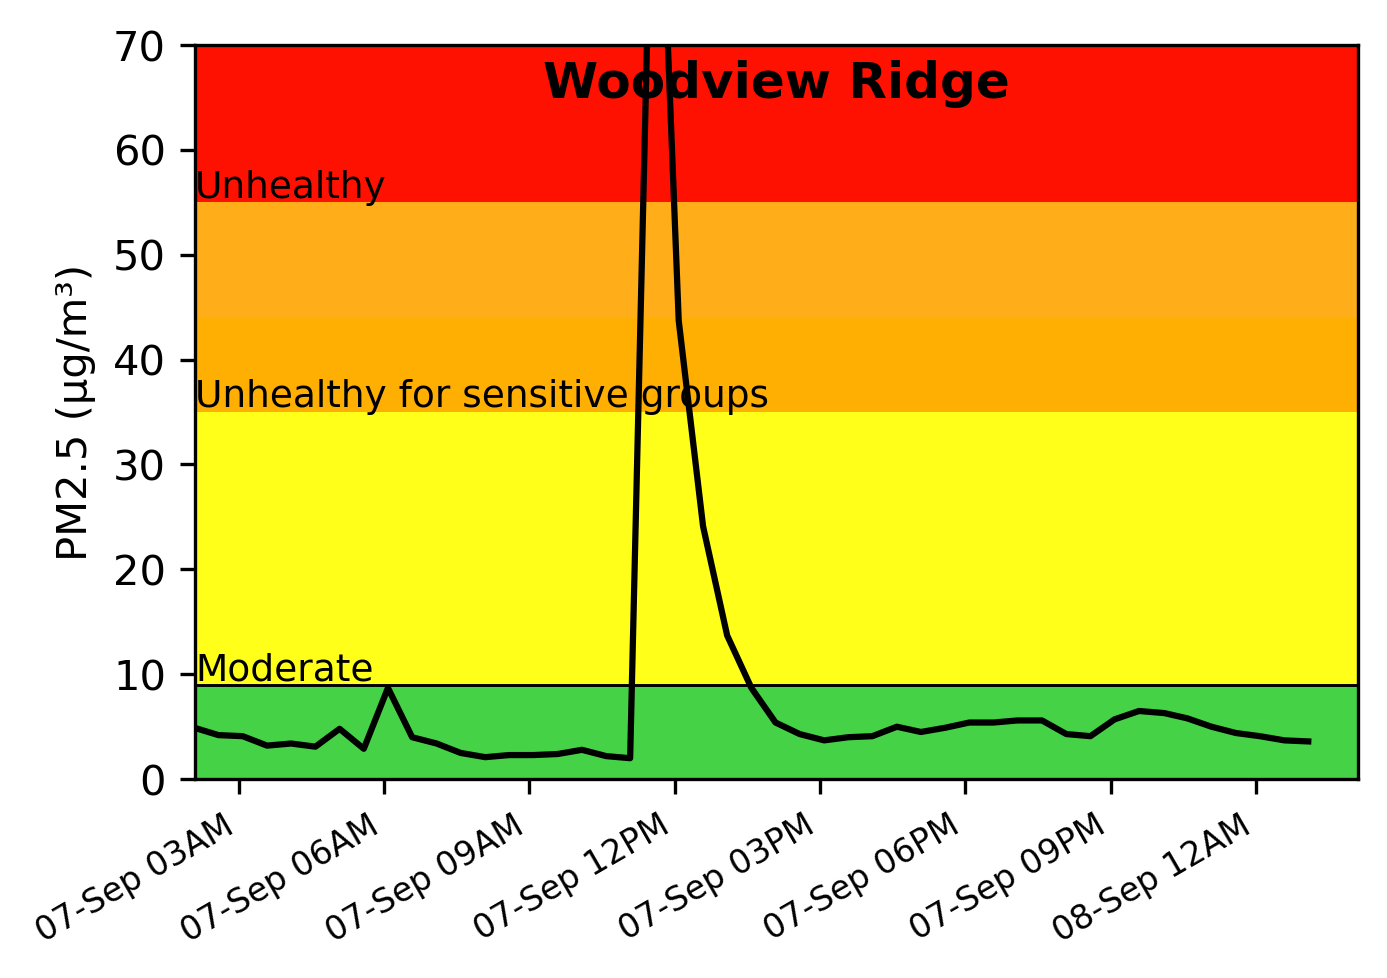 Woodview Ridge
70
60
50
40
30
20
10
0
PM2.5 (μg/m³)
Unhealthy
Unhealthy for sensitive groups
Moderate
07-Sep 03AM
07-Sep 06AM
07-Sep 09AM
07-Sep 12PM
07-Sep 03PM
07-Sep 06PM
07-Sep 09PM
08-Sep 12AM